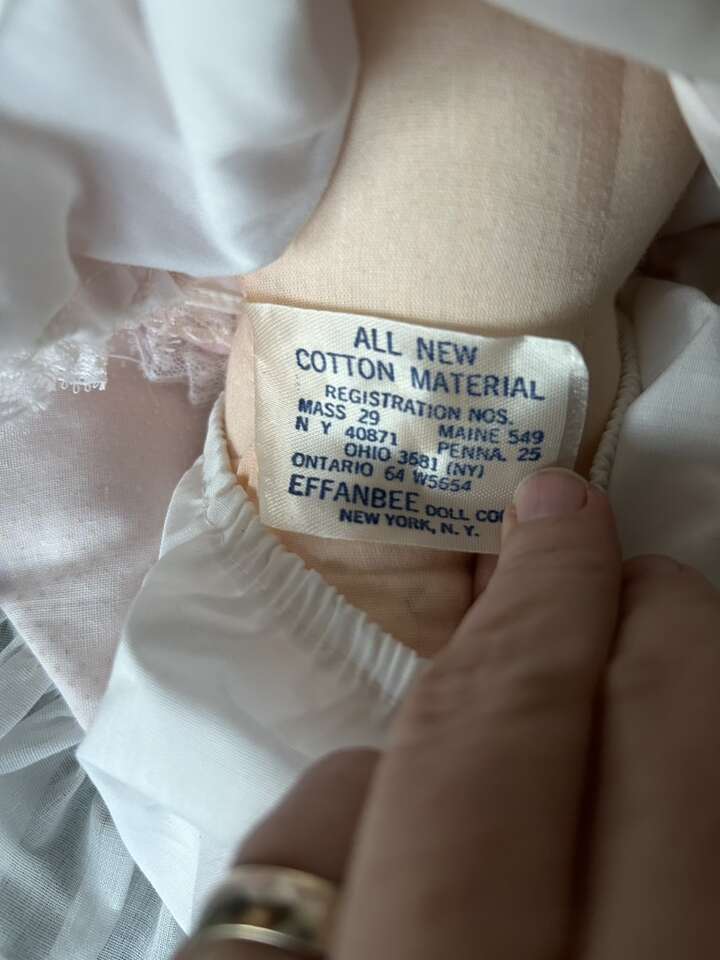 ALL NEW
COTTON MATERIAL
REGISTRATION NOS.
MASS 29 MAINE 549
N Y 40871 PENNA. 25
OHIO 3681 (NY)
ONTARIO 64 W5654
EFFANBEE DOLL
NEW YORK, N. Y.